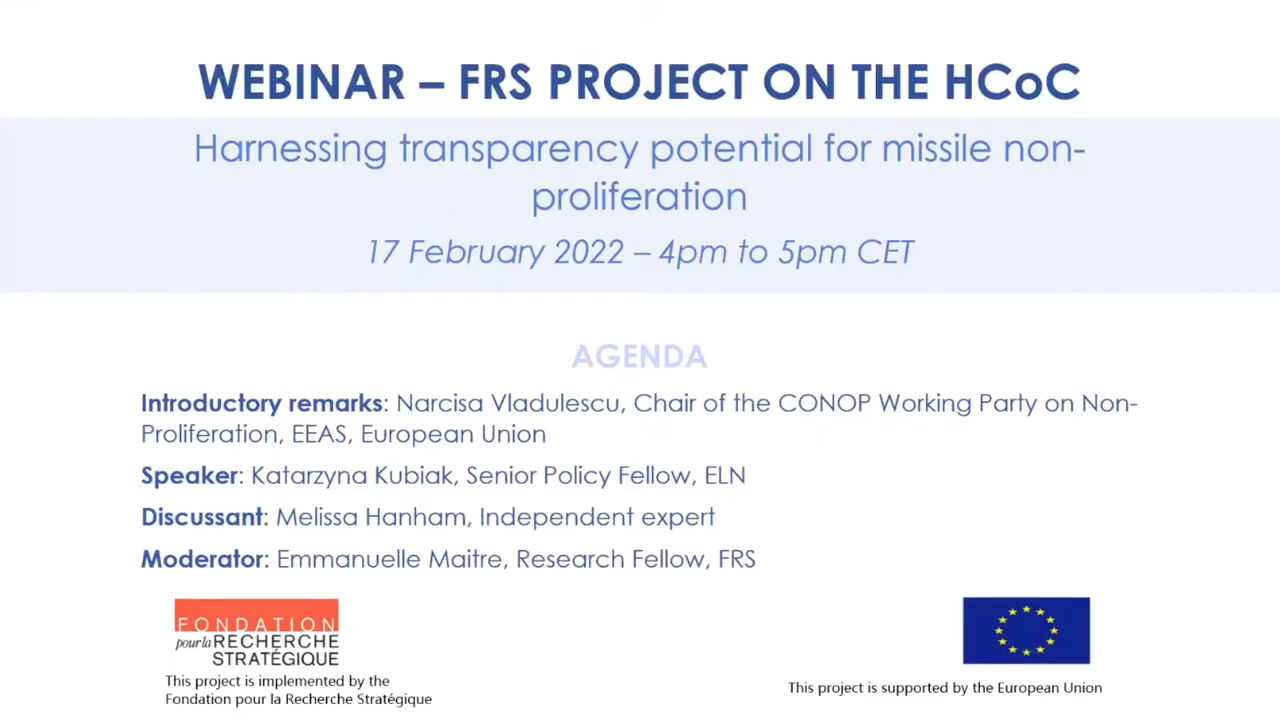 WEBINAR – FRS PROJECT ON THE HCoC
Harnessing transparency potential for missile non-
proliferation
17 February 2022 – 4pm to 5pm CET
AGENDA
Introductory remarks: Narcisa Vladulescu, Chair of the CONOP Working Party on Non-
Proliferation, EEAS, European Union
Speaker: Katarzyna Kubiak, Senior Policy Fellow, ELN
Discussant: Melissa Hanham, Independent expert
Moderator: Emmanuelle Maitre, Research Fellow, FRS
FONDATION
pour la RECHERCHE
STRATÉGIQUE
This project is implemented by the
Fondation pour la Recherche Stratégique
This project is supported by the European Union